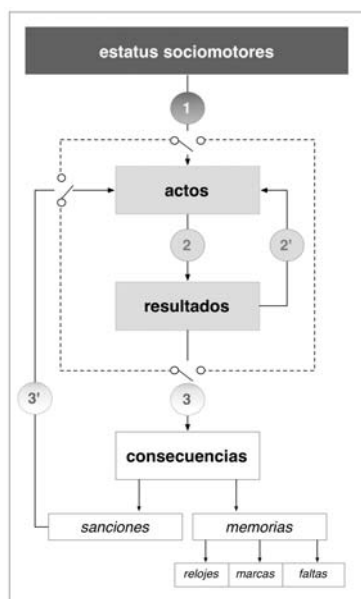 estatus sociomotores
1
actos
2
2'
resultados
3'
3
consecuencias
sanciones
memorias
relojes
marcas
faltas